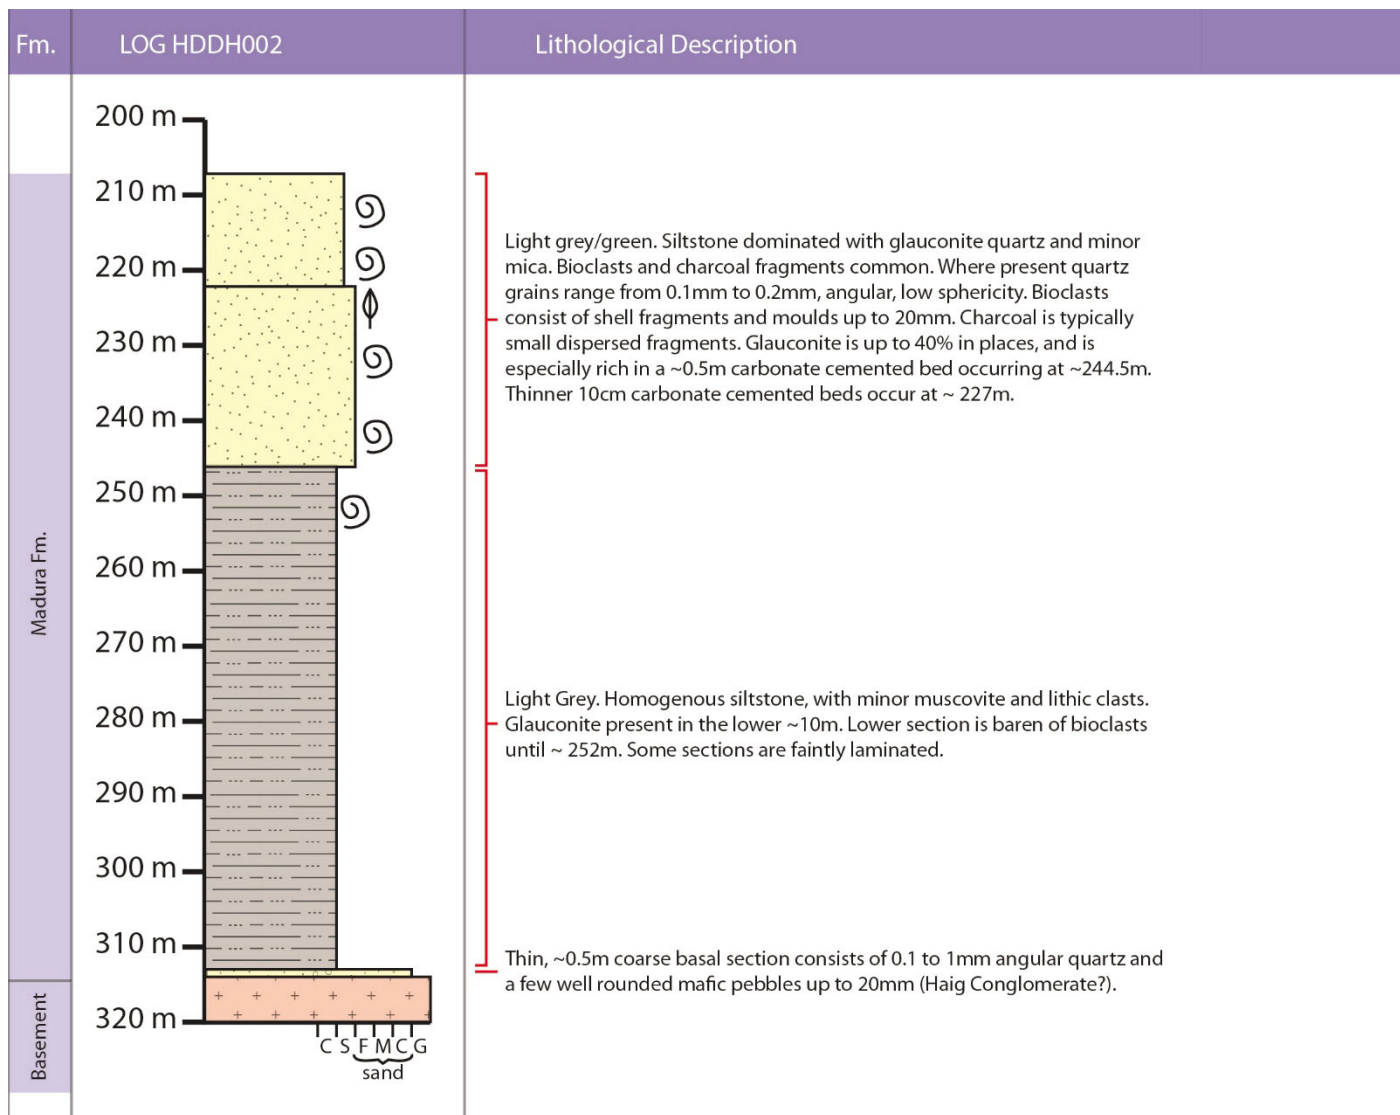 Fm.
LOG HDDH002
Lithological Description
200 m
210 m
220 m
230 m
240 m
250 m
260 m
270 m
280 m
290 m
300 m
310 m
320 m
C S F M C G
sand
Madura Fm.
Basement
Light grey/green. Siltstone dominated with glauconite quartz and minor
mica. Bioclasts and charcoal fragments common. Where present quartz
grains range from 0.1mm to 0.2mm, angular, low sphericity. Bioclasts
consist of shell fragments and moulds up to 20mm. Charcoal is typically
small dispersed fragments. Glauconite is up to 40% in places, and is
especially rich in a ~0.5m carbonate cemented bed occurring at ~244.5m.
Thinner 10cm carbonate cemented beds occur at ~ 227m.
Light Grey. Homogenous siltstone, with minor muscovite and lithic clasts.
Glauconite present in the lower ~10m. Lower section is baren of bioclasts
until ~ 252m. Some sections are faintly laminated.
Thin, ~0.5m coarse basal section consists of 0.1 to 1mm angular quartz and
a few well rounded mafic pebbles up to 20mm (Haig Conglomerate?).